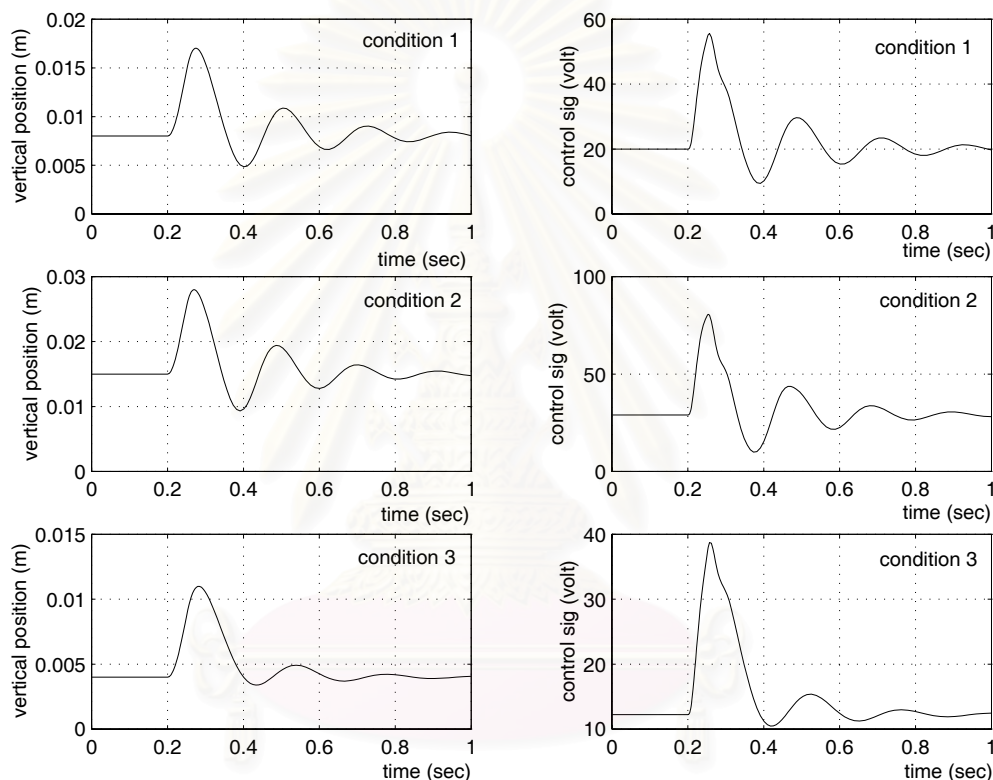 vertical position (m)
0.02
0.015
0.01
0.005
0
condition 1
0 0.2 0.4 0.6 0.8 1
time (sec)
control sig (volt)
60
40
20
0
condition 1
0 0.2 0.4 0.6 0.8 1
time (sec)
vertical position (m)
0.03
0.02
0.01
0
condition 2
0 0.2 0.4 0.6 0.8 1
time (sec)
control sig (volt)
100
50
0
condition 2
0 0.2 0.4 0.6 0.8 1
time (sec)
vertical position (m)
0.015
0.01
0.005
0
condition 3
0 0.2 0.4 0.6 0.8 1
time (sec)
control sig (volt)
40
30
20
10
condition 3
0 0.2 0.4 0.6 0.8 1
time (sec)